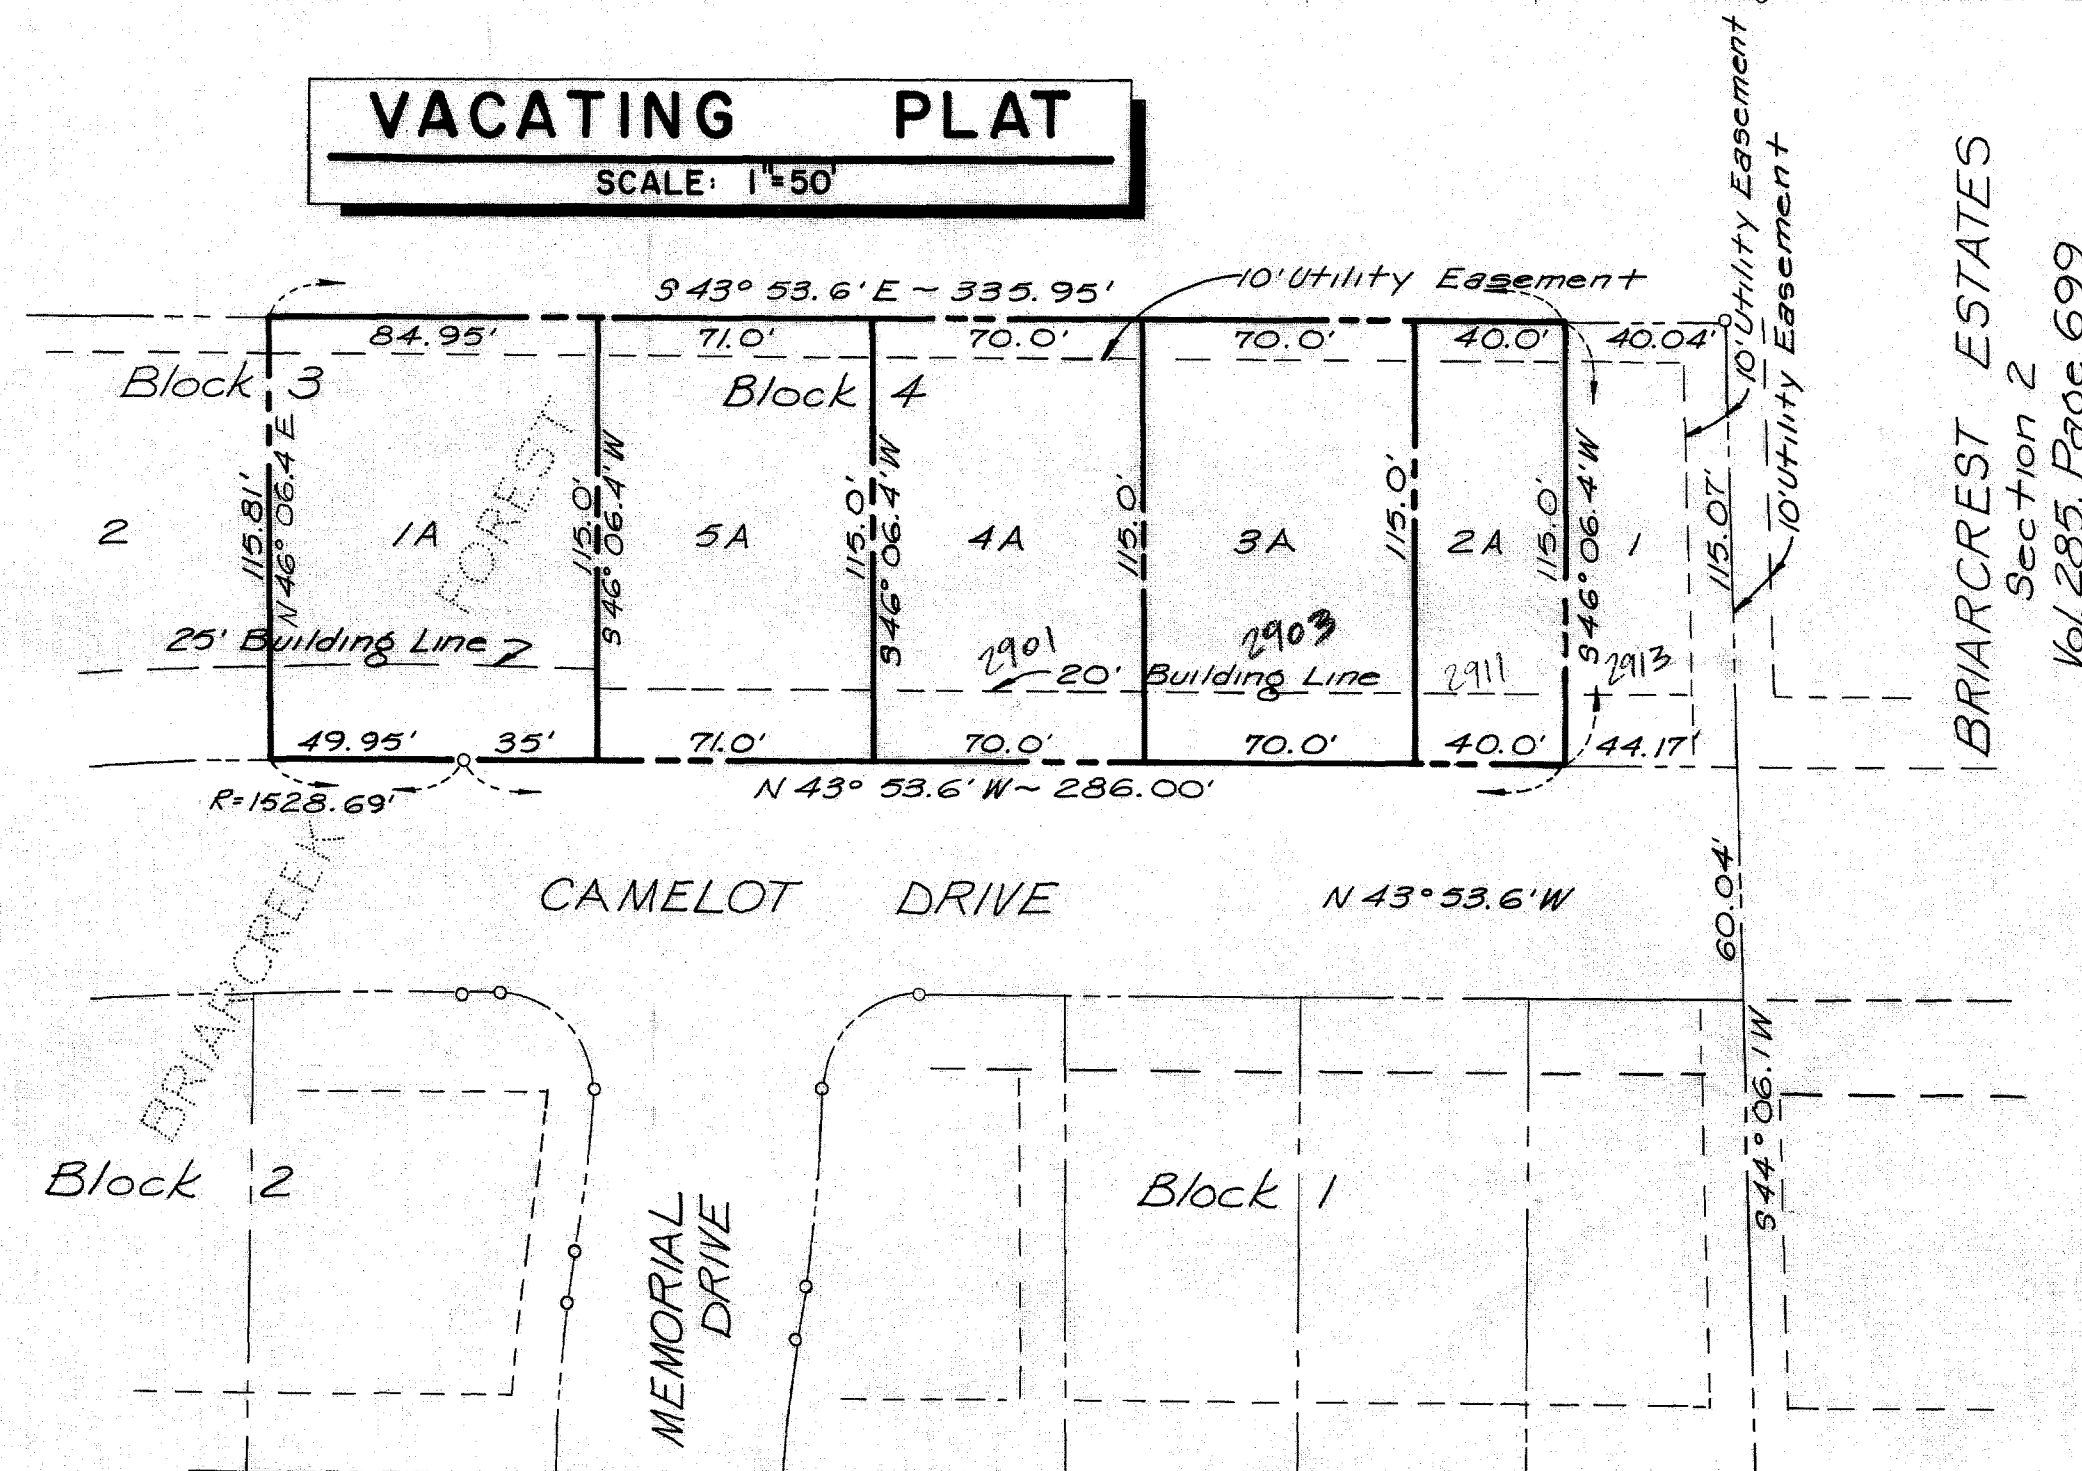 VACATING PLAT
SCALE: 1"=50'
S 43° 53.6' E ~ 335.95'
10' Utility Easement
84.95'
71.0'
70.0'
70.0'
40.0'
40.04'
10' Utility Easement
10' Utility Easement
Block 3
Block 4
BRIARCREST ESTATES
Section 2
Vol. 285, Page 699
2
115.81'
N 46° 06.4 E
1A
FOREST
115.0'
S 46° 06.4' W
5A
115.0'
S 46° 06.4' W
4A
115.0'
3A
115.0'
2A
115.0'
S 46° 06.4' W
1
115.07'
25' Building Line
2901
2903
2911
2913
20' Building Line
49.95'
35'
71.0'
70.0'
70.0'
40.0'
44.17'
R=1528.69'
N 43° 53.6' W ~ 286.00'
BRIARCREEK
CAMELOT DRIVE
N 43° 53.6' W
60.04'
S 44° 06.1 W
Block 2
MEMORIAL
DRIVE
Block 1